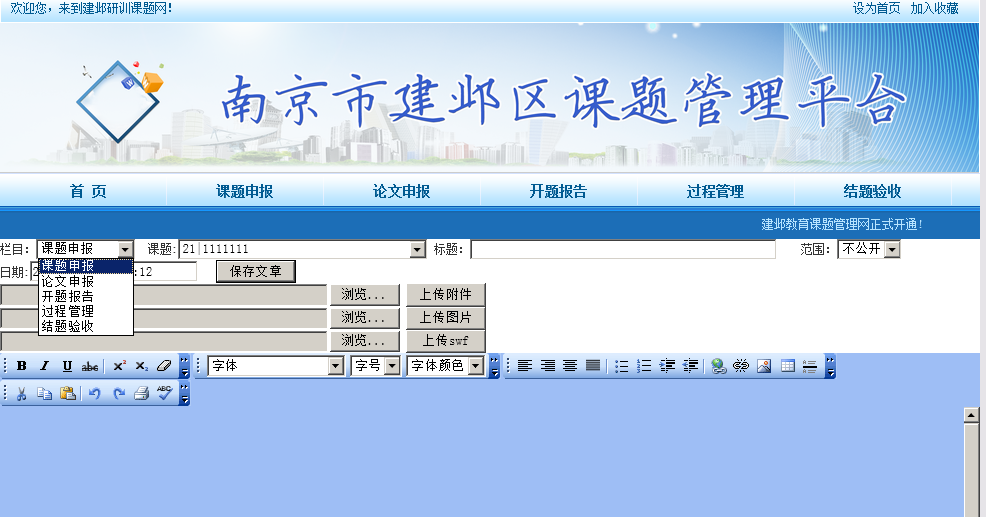 欢迎您，来到建邺研训课题网！ 设为首页 加入收藏
南京市建邺区课题管理平台
首 页 课题申报 论文申报 开题报告 过程管理 结题验收
建邺教育课题管理网正式开通！
栏目： 课题申报 课题: 21|1111111 标题： 范围： 不公开
日期: 2 :12 保存文章
课题申报
论文申报
开题报告
过程管理
结题验收
浏览... 上传附件
浏览... 上传图片
浏览... 上传swf
B I U abc x² x₂ 字体 字号 字体颜色
ABC